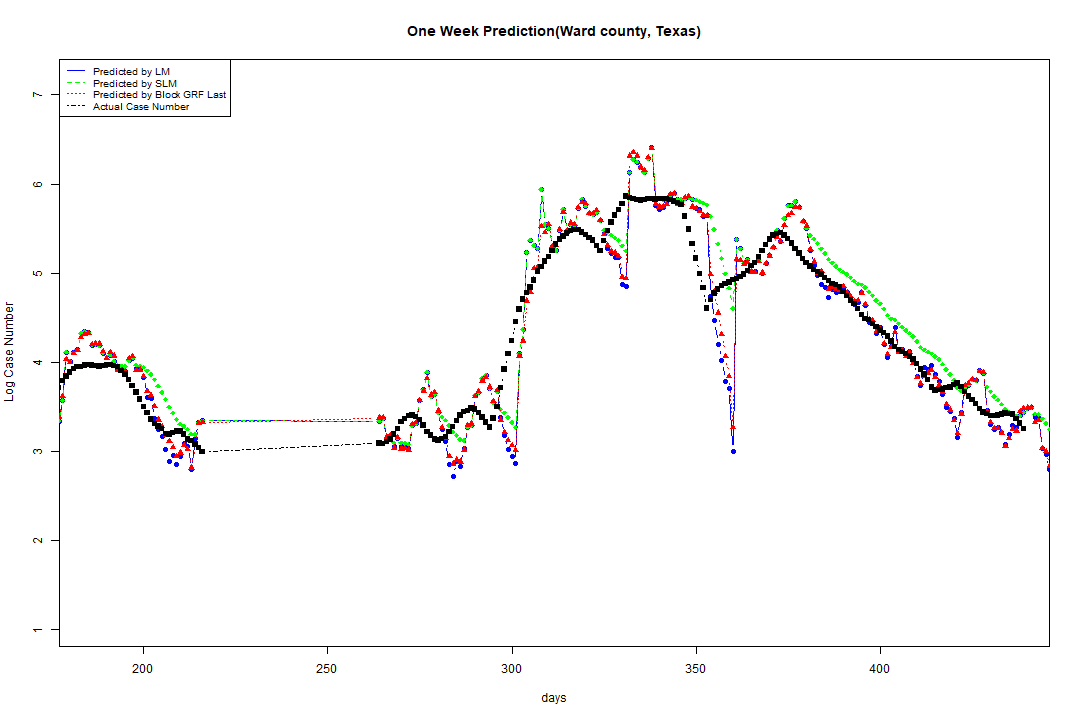 One Week Prediction(Ward county, Texas)
Predicted by LM
Predicted by SLM
Predicted by Block GRF Last
Actual Case Number
7
6
5
4
3
2
1
Log Case Number
200 250 300 350 400
days